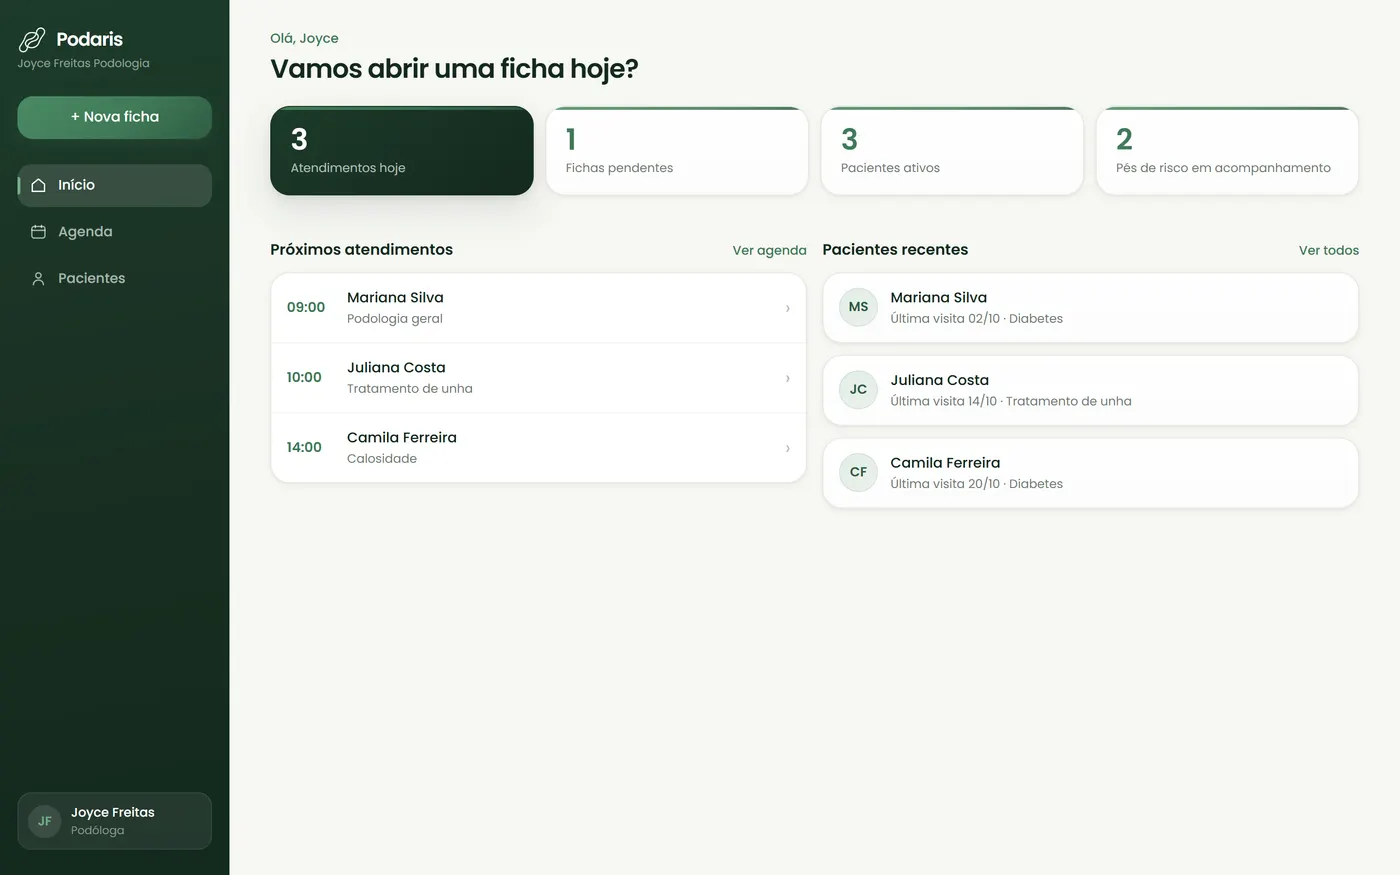 Podaris
Joyce Freitas Podologia
+ Nova ficha
Início
Agenda
Pacientes
JF
Joyce Freitas
Podóloga
Olá, Joyce
Vamos abrir uma ficha hoje?
3
Atendimentos hoje
1
Fichas pendentes
3
Pacientes ativos
2
Pés de risco em acompanhamento
Próximos atendimentos
Ver agenda
09:00
Mariana Silva
Podologia geral
10:00
Juliana Costa
Tratamento de unha
14:00
Camila Ferreira
Calosidade
Pacientes recentes
Ver todos
MS
Mariana Silva
Última visita 02/10 · Diabetes
JC
Juliana Costa
Última visita 14/10 · Tratamento de unha
CF
Camila Ferreira
Última visita 20/10 · Diabetes